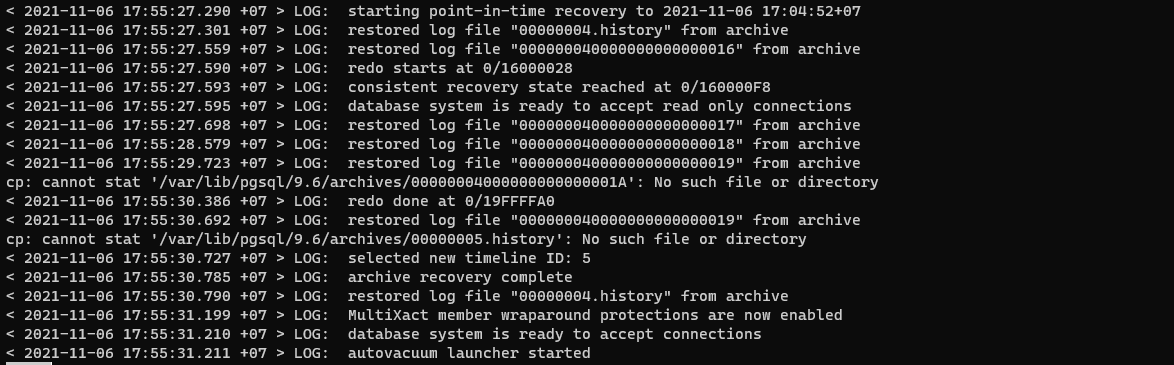 < 2021-11-06 17:55:27.290 +07 > LOG:  starting point-in-time recovery to 2021-11-06 17:04:52+07
< 2021-11-06 17:55:27.301 +07 > LOG:  restored log file "00000004.history" from archive
< 2021-11-06 17:55:27.559 +07 > LOG:  restored log file "000000040000000000000016" from archive
< 2021-11-06 17:55:27.590 +07 > LOG:  redo starts at 0/16000028
< 2021-11-06 17:55:27.593 +07 > LOG:  consistent recovery state reached at 0/160000F8
< 2021-11-06 17:55:27.595 +07 > LOG:  database system is ready to accept read only connections
< 2021-11-06 17:55:27.698 +07 > LOG:  restored log file "000000040000000000000017" from archive
< 2021-11-06 17:55:28.579 +07 > LOG:  restored log file "000000040000000000000018" from archive
< 2021-11-06 17:55:29.723 +07 > LOG:  restored log file "000000040000000000000019" from archive
cp: cannot stat '/var/lib/pgsql/9.6/archives/00000004000000000000001A': No such file or directory
< 2021-11-06 17:55:30.386 +07 > LOG:  redo done at 0/19FFFFA0
< 2021-11-06 17:55:30.692 +07 > LOG:  restored log file "000000040000000000000019" from archive
cp: cannot stat '/var/lib/pgsql/9.6/archives/00000005.history': No such file or directory
< 2021-11-06 17:55:30.727 +07 > LOG:  selected new timeline ID: 5
< 2021-11-06 17:55:30.785 +07 > LOG:  archive recovery complete
< 2021-11-06 17:55:30.790 +07 > LOG:  restored log file "00000004.history" from archive
< 2021-11-06 17:55:31.199 +07 > LOG:  MultiXact member wraparound protections are now enabled
< 2021-11-06 17:55:31.210 +07 > LOG:  database system is ready to accept connections
< 2021-11-06 17:55:31.211 +07 > LOG:  autovacuum launcher started